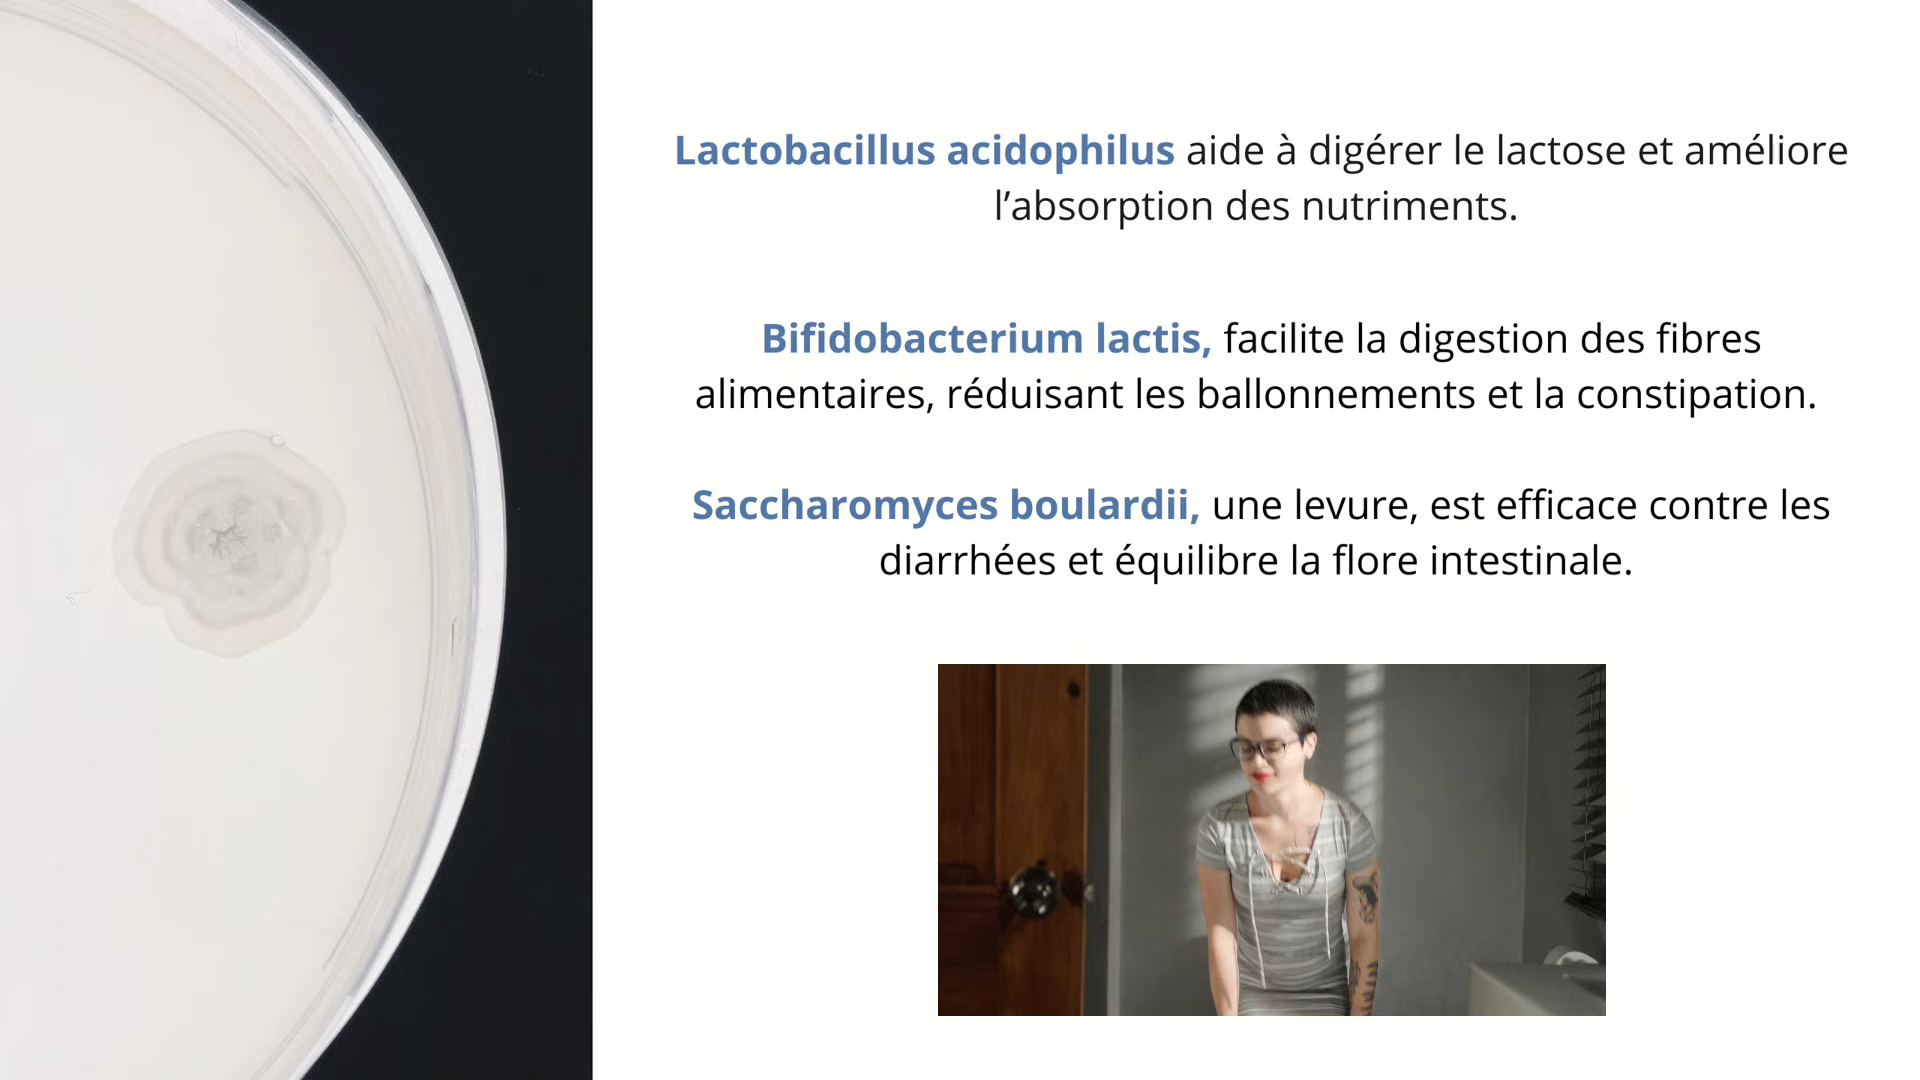 Lactobacillus acidophilus aide à digérer le lactose et améliore
l’absorption des nutriments.
Bifidobacterium lactis, facilite la digestion des fibres
alimentaires, réduisant les ballonnements et la constipation.
Saccharomyces boulardii, une levure, est efficace contre les
diarrhées et équilibre la flore intestinale.